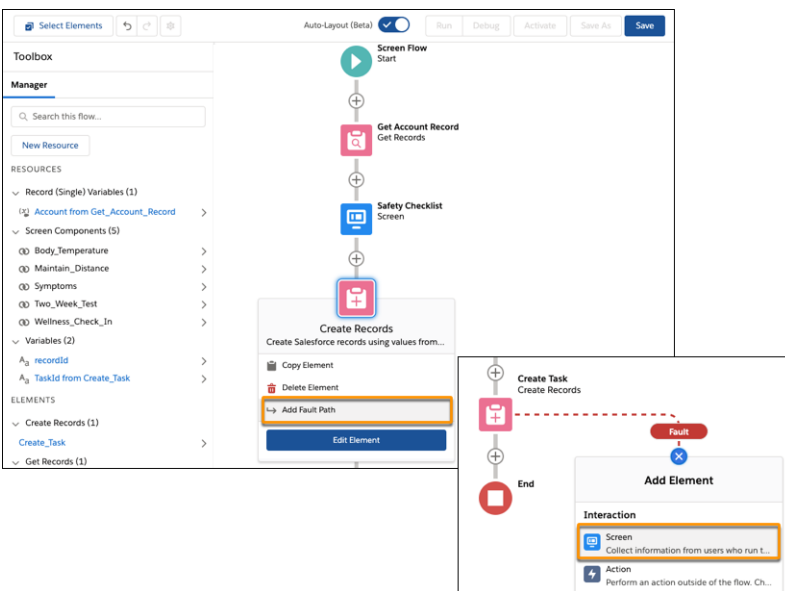 Select Elements
Auto-Layout (Beta)
Run
Debug
Activate
Save As
Save
Toolbox
Manager
Search this flow...
New Resource
RESOURCES
Record (Single) Variables (1)
Account from Get_Account_Record
Screen Components (5)
Body_Temperature
Maintain_Distance
Symptoms
Two_Week_Test
Wellness_Check_In
Variables (2)
recordId
TaskId from Create_Task
ELEMENTS
Create Records (1)
Create_Task
Get Records (1)
Screen Flow
Start
Get Account Record
Get Records
Safety Checklist
Screen
Create Records
Create Salesforce records using values from...
Copy Element
Delete Element
Add Fault Path
Edit Element
Create Task
Create Records
Fault
End
Add Element
Interaction
Screen
Collect information from users who run t...
Action
Perform an action outside of the flow. Ch...